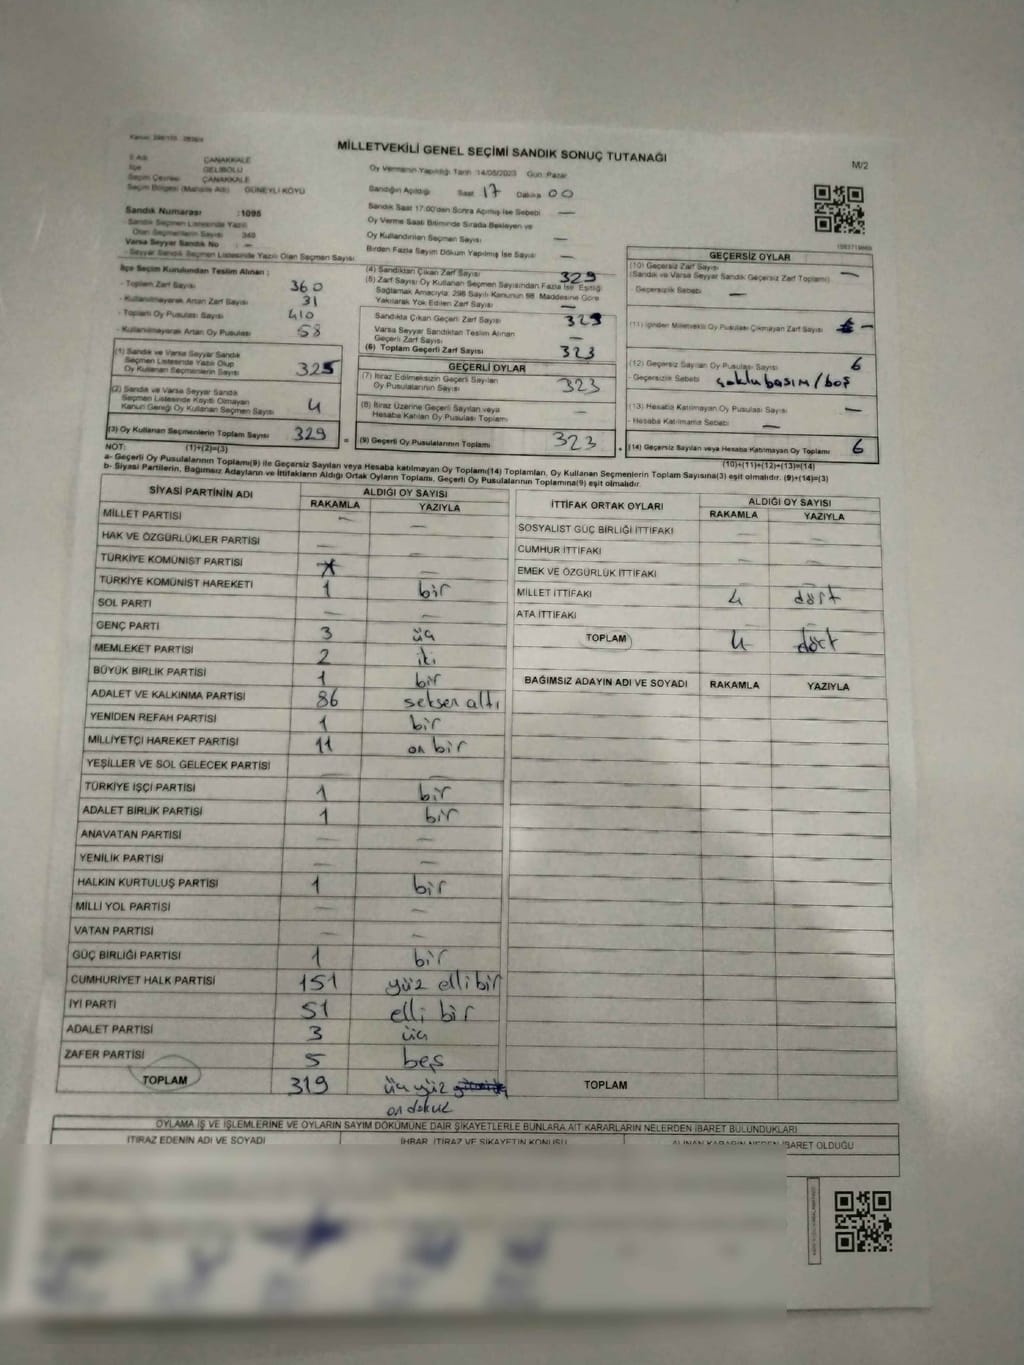 MİLLETVEKİLİ GENEL SEÇİMİ SANDIK SONUÇ TUTANAĞI
M/2
İli ÇANAKKALE
İlçe GELİBOLU
Seçim Çevresi ÇANAKKALE
Seçim Bölgesi (Mahalle Adı) GÜNEYLİ KÖYÜ
Sandık Numarası :1095
Sandık Seçmen Listesinde Yazılı
Olan Seçmenlerin Sayısı 349
Varsa Seyyar Sandık No : -
Seyyar Sandık Seçmen Listesinde Yazılı Olan Seçmen Sayısı
Oy Vermenin Yapıldığı Tarih 14/05/2023 Gün Pazar
Sandığın Açıldığı Saat 17 Dakika 00
Sandık Saat 17:00'den Sonra Açılmış İse Sebebi —
Oy Verme Saati Bitiminde Sırada Bekleyen ve
Oy Kullandırılan Seçmen Sayısı —
Birden Fazla Sayım Döküm Yapılmış İse Sayısı —
İlçe Seçim Kurulundan Teslim Alınan ;
- Toplam Zarf Sayısı 360
- Kullanılmayarak Artan Zarf Sayısı 31
- Toplam Oy Pusulası Sayısı 410
- Kullanılmayarak Artan Oy Pusulası 58
(1) Sandık ve Varsa Seyyar Sandık
Seçmen Listesinde Yazılı Olup
Oy Kullanan Seçmenlerin Sayısı 325
(2) Sandık ve Varsa Seyyar Sandık
Seçmen Listesinde Kayıtlı Olmayan
Kanun Gereği Oy Kullanan Seçmen Sayısı 4
(3) Oy Kullanan Seçmenlerin Toplam Sayısı 329
(1)+(2)=(3)
(4) Sandıktan Çıkan Zarf Sayısı 329
(5) Zarf Sayısı Oy Kullanan Seçmen Sayısından Fazla İse Eşitliği
Sağlamak Amacıyla, 298 Sayılı Kanunun 98. Maddesine Göre
Yakılarak Yok Edilen Zarf Sayısı —
Sandıkta Çıkan Geçerli Zarf Sayısı 329
Varsa Seyyar Sandıktan Teslim Alınan
Geçerli Zarf Sayısı —
(6) Toplam Geçerli Zarf Sayısı 323
GEÇERLİ OYLAR
(7) İtiraz Edilmeksizin Geçerli Sayılan
Oy Pusulalarının Sayısı 323
(8) İtiraz Üzerine Geçerli Sayılan veya
Hesaba Katılan Oy Pusulası Toplamı —
(9) Geçerli Oy Pusulalarının Toplamı 323
GEÇERSİZ OYLAR
(10) Geçersiz Zarf Sayısı
(Sandık ve Varsa Seyyar Sandık Geçersiz Zarf Toplamı) —
- Geçersizlik Sebebi —
(11) İçinden Milletvekili Oy Pusulası Çıkmayan Zarf Sayısı —
(12) Geçersiz Sayılan Oy Pusulası Sayısı 6
- Geçersizlik Sebebi çoklu basım/boş
(13) Hesaba Katılmayan Oy Pusulası Sayısı —
- Hesaba Katılmama Sebebi —
(14) Geçersiz Sayılan veya Hesaba Katılmayan Oy Toplamı 6
(10)+(11)+(12)+(13)=(14)
NOT:
a- Geçerli Oy Pusulalarının Toplamı(9) ile Geçersiz Sayılan veya Hesaba katılmayan Oy Toplamı(14) Toplamları, Oy Kullanan Seçmenlerin Toplam Sayısına(3) eşit olmalıdır. (9)+(14)=(3)
b- Siyasi Partilerin, Bağımsız Adayların ve İttifakların Aldığı Ortak Oyların Toplamı, Geçerli Oy Pusulalarının Toplamına(9) eşit olmalıdır.
SİYASİ PARTİNİN ADI ALDIĞI OY SAYISI
RAKAMLA YAZIYLA
MİLLET PARTİSİ — —
HAK VE ÖZGÜRLÜKLER PARTİSİ — —
TÜRKİYE KOMÜNİST PARTİSİ —
TÜRKİYE KOMÜNİST HAREKETİ 1 bir
SOL PARTİ — —
GENÇ PARTİ 3 üç
MEMLEKET PARTİSİ 2 iki
BÜYÜK BİRLİK PARTİSİ 1 bir
ADALET VE KALKINMA PARTİSİ 86 seksen altı
YENİDEN REFAH PARTİSİ 1 bir
MİLLİYETÇİ HAREKET PARTİSİ 11 on bir
YEŞİLLER VE SOL GELECEK PARTİSİ — —
TÜRKİYE İŞÇİ PARTİSİ 1 bir
ADALET BİRLİK PARTİSİ 1 bir
ANAVATAN PARTİSİ — —
YENİLİK PARTİSİ — —
HALKIN KURTULUŞ PARTİSİ 1 bir
MİLLİ YOL PARTİSİ — —
VATAN PARTİSİ — —
GÜÇ BİRLİĞİ PARTİSİ 1 bir
CUMHURİYET HALK PARTİSİ 151 yüz elli bir
İYİ PARTİ 51 elli bir
ADALET PARTİSİ 3 üç
ZAFER PARTİSİ 5 beş
TOPLAM 319 üç yüz
on dokuz
İTTİFAK ORTAK OYLARI ALDIĞI OY SAYISI
RAKAMLA YAZIYLA
SOSYALİST GÜÇ BİRLİĞİ İTTİFAKI — —
CUMHUR İTTİFAKI — —
EMEK VE ÖZGÜRLÜK İTTİFAKI — —
MİLLET İTTİFAKI 4 dört
ATA İTTİFAKI — —
TOPLAM 4 dört
BAĞIMSIZ ADAYIN ADI VE SOYADI RAKAMLA YAZIYLA
TOPLAM
OYLAMA İŞ VE İŞLEMLERİNE VE OYLARIN SAYIM DÖKÜMÜNE DAİR ŞİKAYETLERLE BUNLARA AİT KARARLARIN NELERDEN İBARET BULUNDUKLARI
İTİRAZ EDENİN ADI VE SOYADI İHBAR, İTİRAZ VE ŞİKAYETİN KONUSU ALINAN KARARIN NEDEN İBARET OLDUĞU